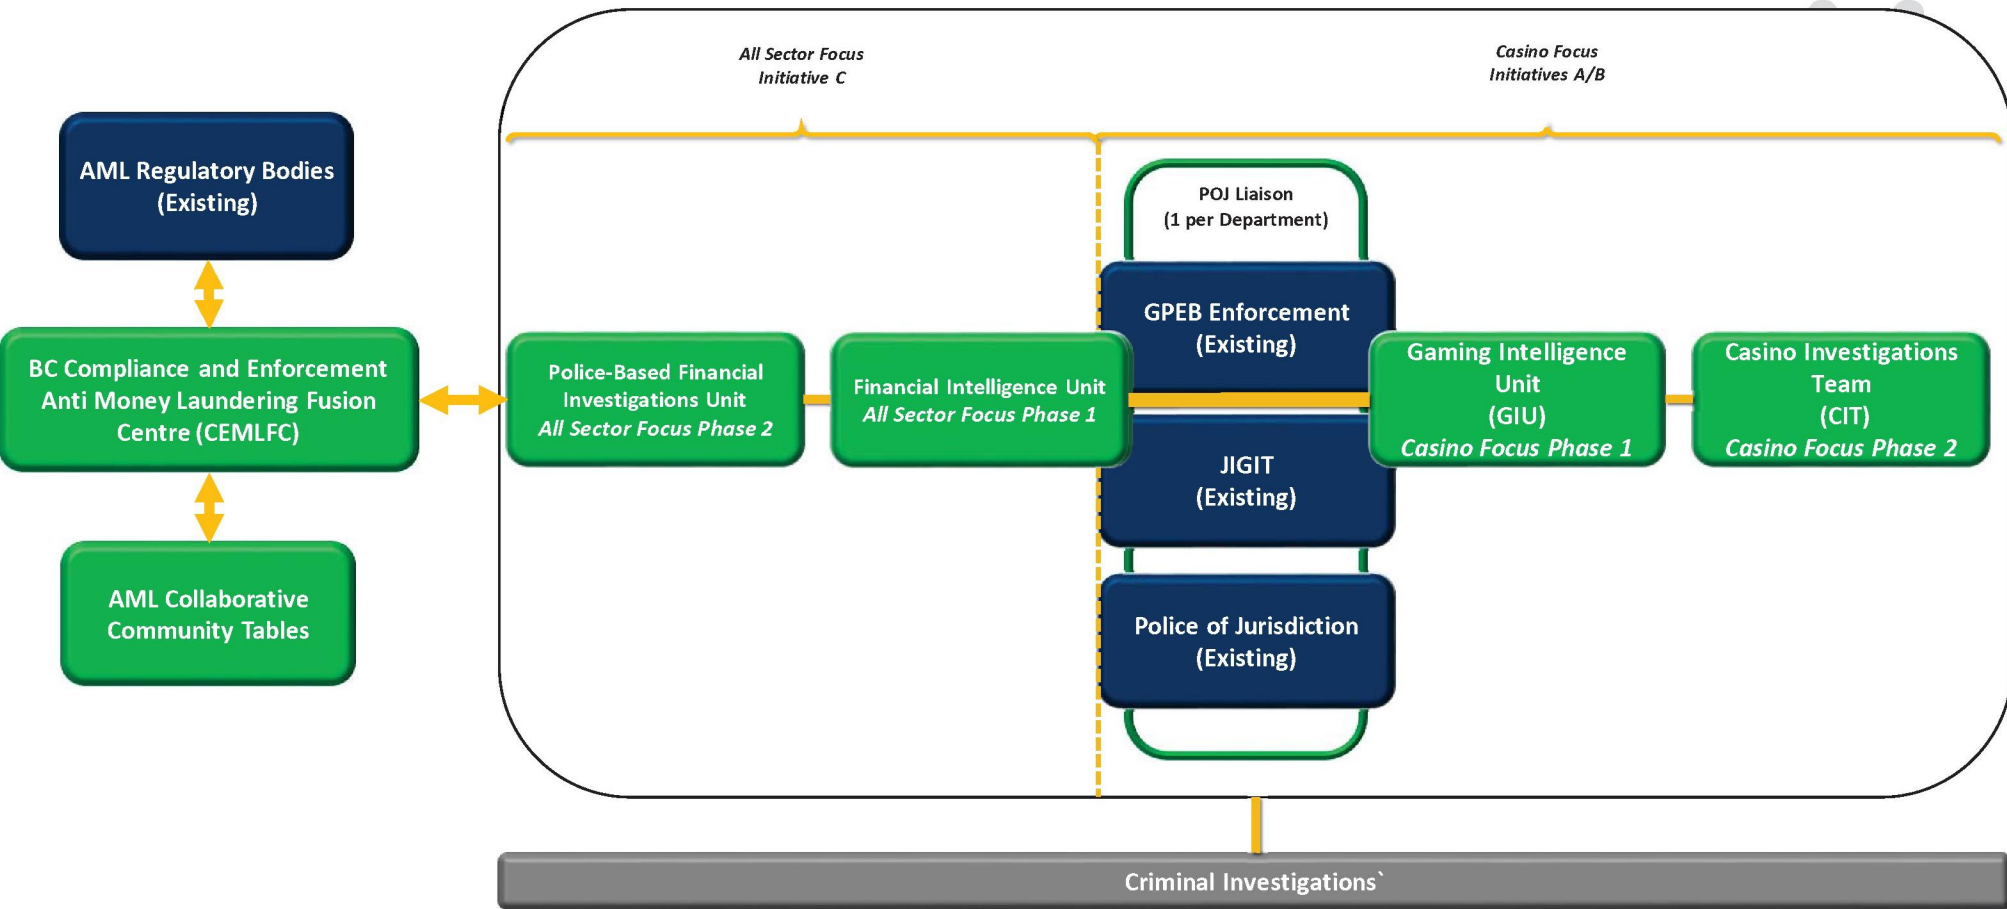 All Sector Focus
Initiative C
Casino Focus
Initiatives A/B
AML Regulatory Bodies
(Existing)
BC Compliance and Enforcement
Anti Money Laundering Fusion
Centre (CEMLFC)
AML Collaborative
Community Tables
Police-Based Financial
Investigations Unit
All Sector Focus Phase 2
Financial Intelligence Unit
All Sector Focus Phase 1
POJ Liaison
(1 per Department)
GPEB Enforcement
(Existing)
JIGIT
(Existing)
Police of Jurisdiction
(Existing)
Gaming Intelligence
Unit
(GIU)
Casino Focus Phase 1
Casino Investigations
Team
(CIT)
Casino Focus Phase 2
Criminal Investigations`